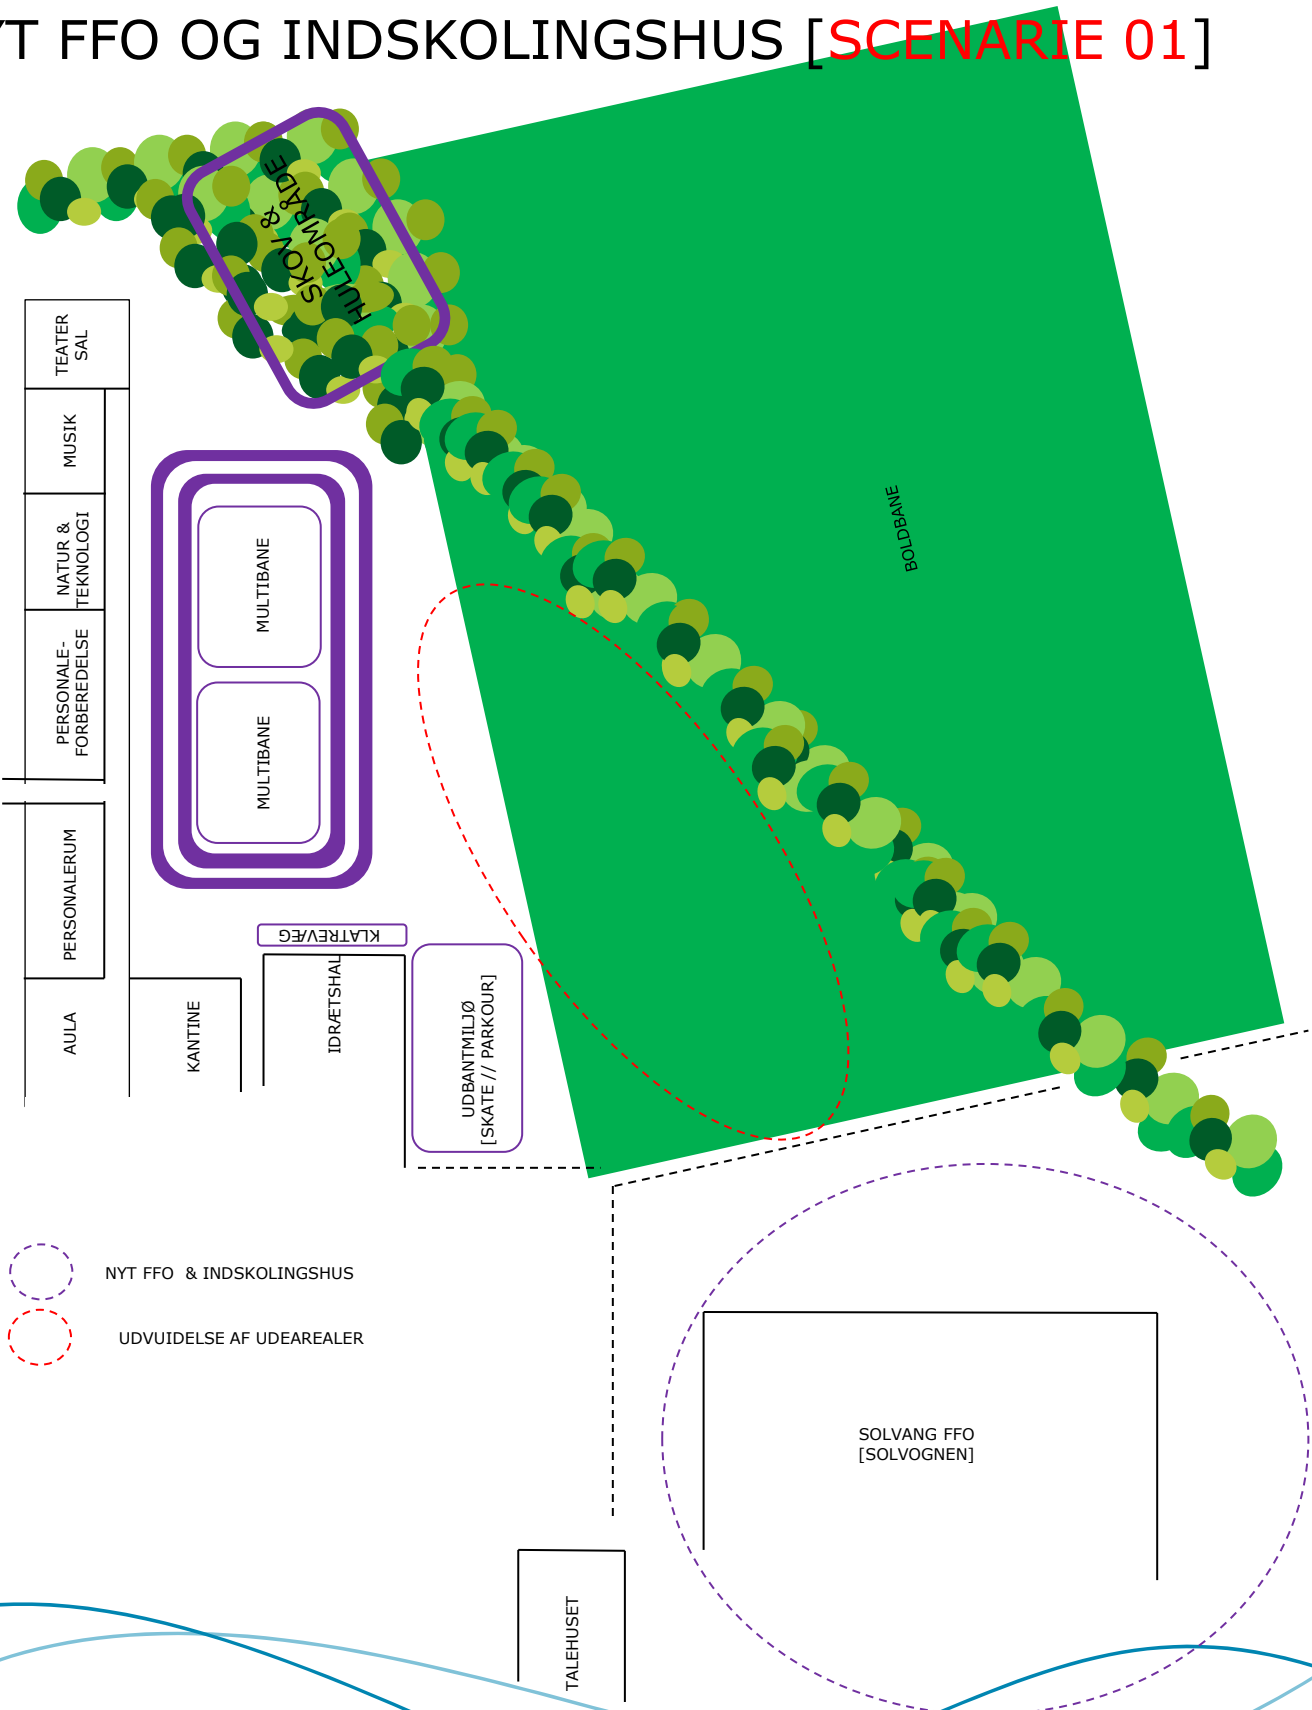 YT FFO OG INDSKOLINGSHUS [SCENARIE 01]
SKOV &
HULEOMRÅDE
TEATER
SAL
MUSIK
NATUR &
TEKNOLOGI
PERSONALE-
FORBEREDELSE
PERSONALERUM
AULA
KANTINE
MULTIBANE
MULTIBANE
KLATREVÆG
IDRÆTSHAL
UDBANTMILJØ
[SKATE // PARKOUR]
BOLDBANE
NYT FFO & INDSKOLINGSHUS
UDVUIDELSE AF UDEAREALER
SOLVANG FFO
[SOLVOGNEN]
TALEHUSET